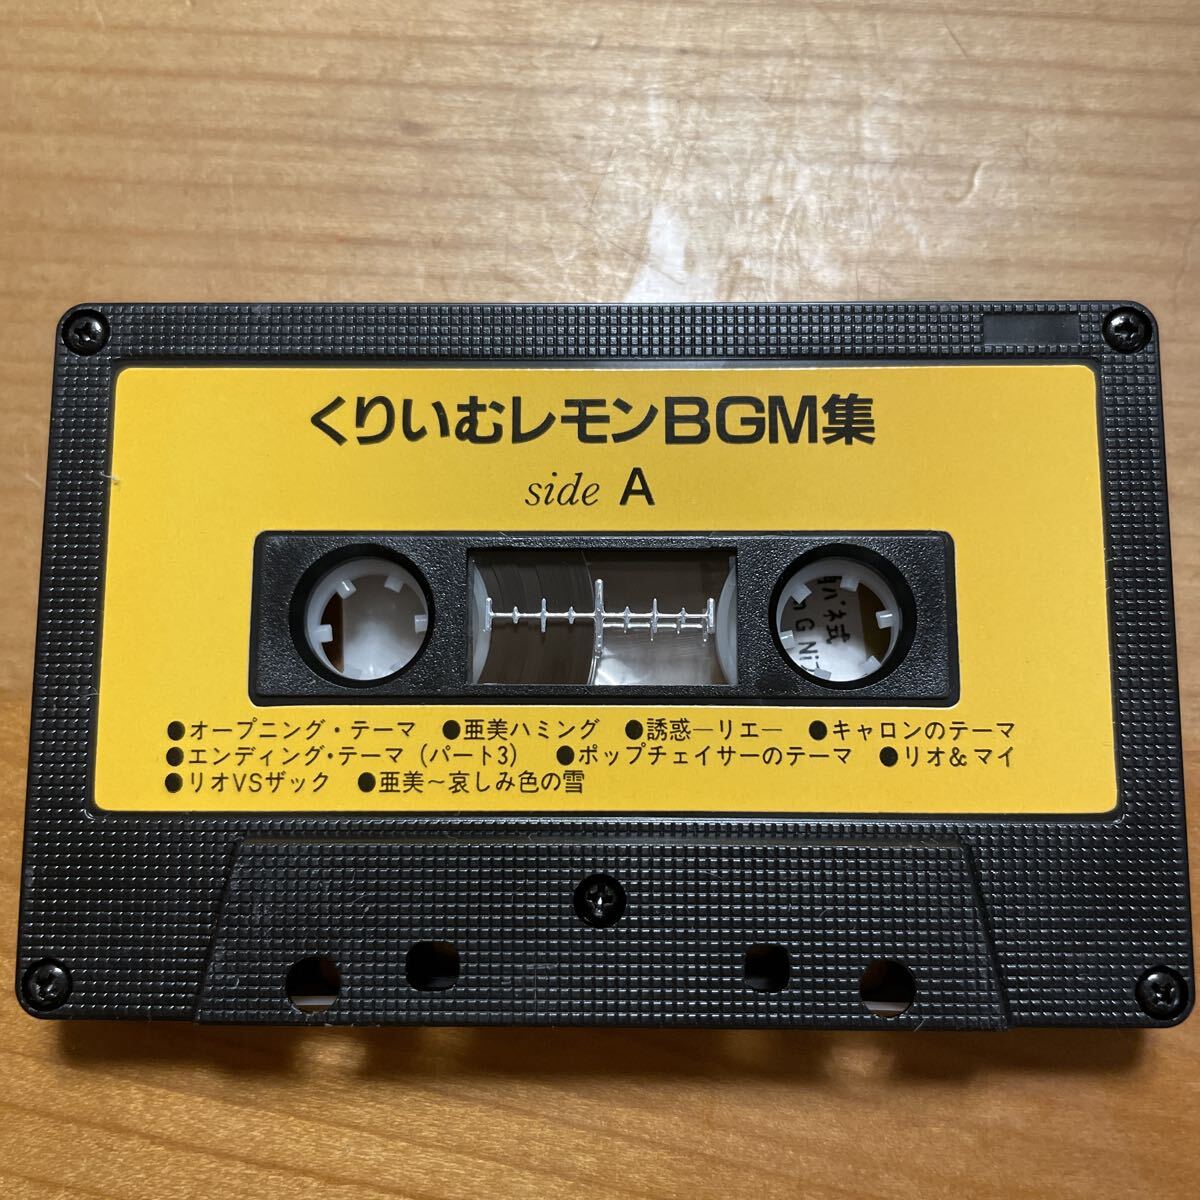 くりいむレモンBGM集
side A
●オープニング・テーマ ●亜美ハミング ●誘惑―リエ― ●キャロンのテーマ
●エンディング・テーマ（パート3） ●ポップチェイサーのテーマ ●リオ&マイ
●リオVSザック ●亜美～哀しみ色の雪